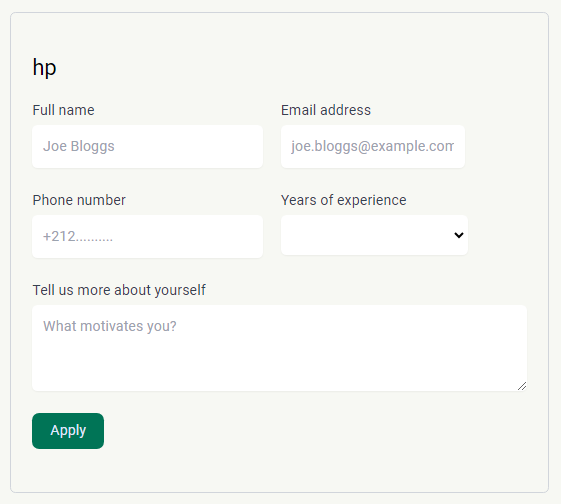 hp
Full name
Email address
Joe Bloggs
joe.bloggs@example.com
Phone number
Years of experience
+212..........
Tell us more about yourself
What motivates you?
Apply